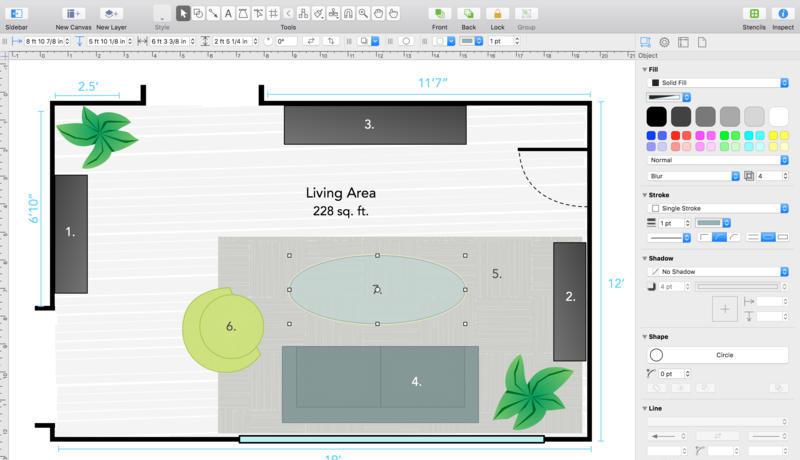 Sidebar
New Canvas
New Layer
Style
Tools
Front
Back
Lock
Group
Stencils
Inspect
8 ft 10 7/8 in
5 ft 10 1/8 in
6 ft 3 3/8 in
2 ft 5 1/4 in
0°
1 pt
Object
2.5'
11'7"
3.
Living Area
228 sq. ft.
6'10"
1.
5.
7.
2.
12'
6.
4.
19'
Fill
Solid Fill
Normal
Blur
4
Stroke
Single Stroke
1 pt
Shadow
No Shadow
4 pt
Shape
Circle
0 pt
Line